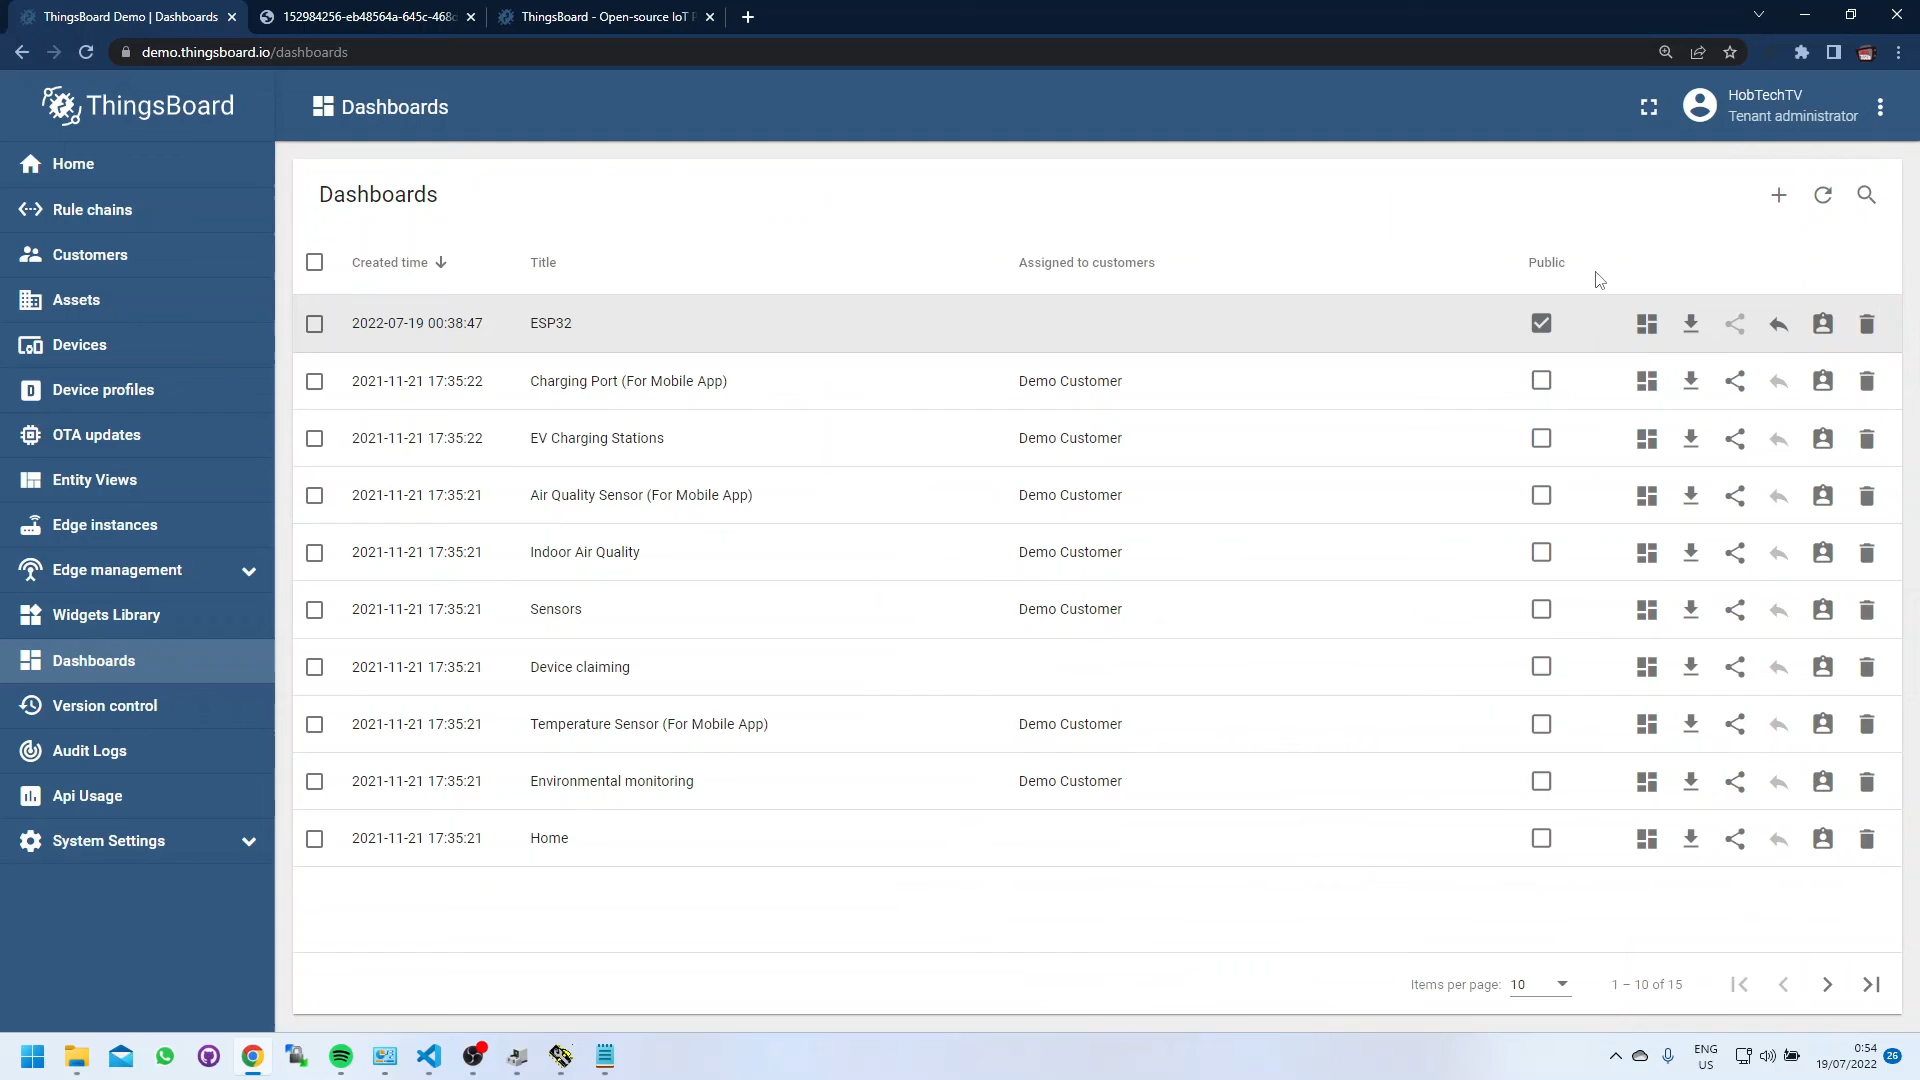 ThingsBoard Demo | Dashboards
152984256-eb48564a-645c-468
ThingsBoard - Open-source IoT P
demo.thingsboard.io/dashboards
ThingsBoard
Dashboards
HobTechTV
Tenant administrator
Home
Rule chains
Customers
Assets
Devices
Device profiles
OTA updates
Entity Views
Edge instances
Edge management
Widgets Library
Dashboards
Version control
Audit Logs
Api Usage
System Settings
Dashboards
Created time Title Assigned to customers Public
2022-07-19 00:38:47 ESP32
2021-11-21 17:35:22 Charging Port (For Mobile App) Demo Customer
2021-11-21 17:35:22 EV Charging Stations Demo Customer
2021-11-21 17:35:21 Air Quality Sensor (For Mobile App) Demo Customer
2021-11-21 17:35:21 Indoor Air Quality Demo Customer
2021-11-21 17:35:21 Sensors Demo Customer
2021-11-21 17:35:21 Device claiming
2021-11-21 17:35:21 Temperature Sensor (For Mobile App) Demo Customer
2021-11-21 17:35:21 Environmental monitoring Demo Customer
2021-11-21 17:35:21 Home
Items per page: 10 1 – 10 of 15
ENG
US
0:54
19/07/2022
26